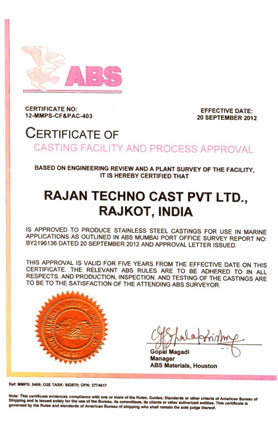 ABS
CERTIFICATE NO:
12-MMPS-CF&PAC-403
EFFECTIVE DATE:
20 SEPTEMBER 2012
CERTIFICATE OF
CASTING FACILITY AND PROCESS APPROVAL
BASED ON ENGINEERING REVIEW AND A PLANT SURVEY OF THE FACILITY,
IT IS HEREBY CERTIFIED THAT
RAJAN TECHNO CAST PVT LTD.,
RAJKOT, INDIA
IS APPROVED TO PRODUCE STAINLESS STEEL CASTINGS FOR USE IN MARINE
APPLICATIONS AS OUTLINED IN ABS MUMBAI PORT OFFICE SURVEY REPORT NO:
BY2196136 DATED 20 SEPTEMBER 2012 AND APPROVAL LETTER ISSUED.
THIS APPROVAL IS VALID FOR FIVE YEARS FROM THE EFFECTIVE DATE ON THIS
CERTIFICATE. THE RELEVANT ABS RULES ARE TO BE ADHERED TO IN ALL
RESPECTS. AND PRODUCTION, INSPECTION, AND TESTING OF THE CASTINGS ARE
TO BE TO THE SATISFACTION OF THE ATTENDING ABS SURVEYOR.
Gopal Magadi
Manager
ABS Materials, Houston
Ref: MMPS: 5400; O2E TASK: 852870; OPN: 2774617
Note: This certificate evidences compliance with one or more of the Rules, Guides, Standards or other criteria of American Bureau of
Shipping and is issued solely for the use of the Bureau, its committees, its clients or other authorized entities. This certificate is
governed by the Rules and standards of American Bureau of shipping who shall remain the sole judge thereof.